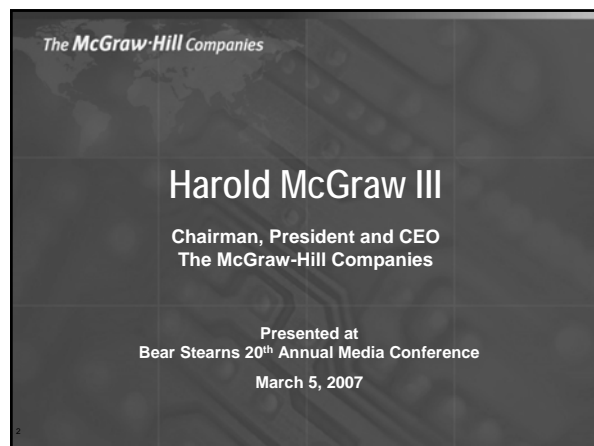 The McGraw·Hill Companies
Harold McGraw III
Chairman, President and CEO
The McGraw-Hill Companies
Presented at
Bear Stearns 20th Annual Media Conference
March 5, 2007
2